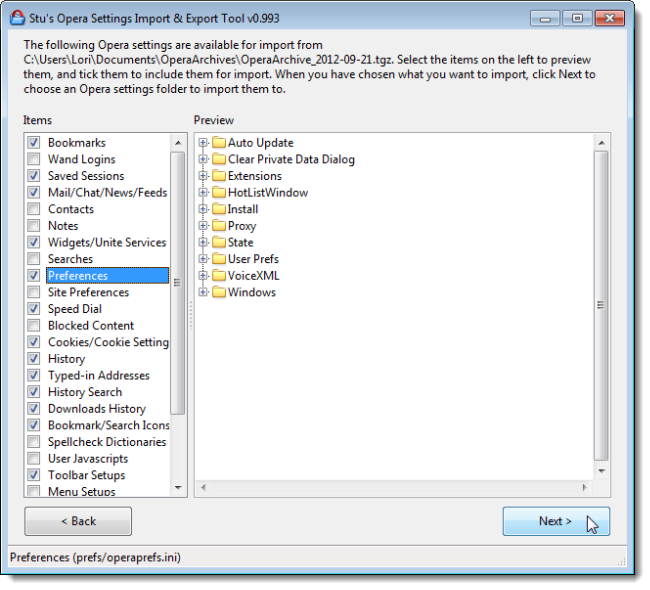 Stu's Opera Settings Import & Export Tool v0.993
The following Opera settings are available for import from
C:\Users\Lori\Documents\OperaArchives\OperaArchive_2012-09-21.tgz. Select the items on the left to preview
them, and tick them to include them for import. When you have chosen what you want to import, click Next to
choose an Opera settings folder to import them to.
Items
Bookmarks
Wand Logins
Saved Sessions
Mail/Chat/News/Feeds
Contacts
Notes
Widgets/Unite Services
Searches
Preferences
Site Preferences
Speed Dial
Blocked Content
Cookies/Cookie Setting
History
Typed-in Addresses
History Search
Downloads History
Bookmark/Search Icons
Spellcheck Dictionaries
User Javascripts
Toolbar Setups
Menu Setups
Preview
Auto Update
Clear Private Data Dialog
Extensions
HotListWindow
Install
Proxy
State
User Prefs
VoiceXML
Windows
< Back
Next >
Preferences (prefs/operaprefs.ini)